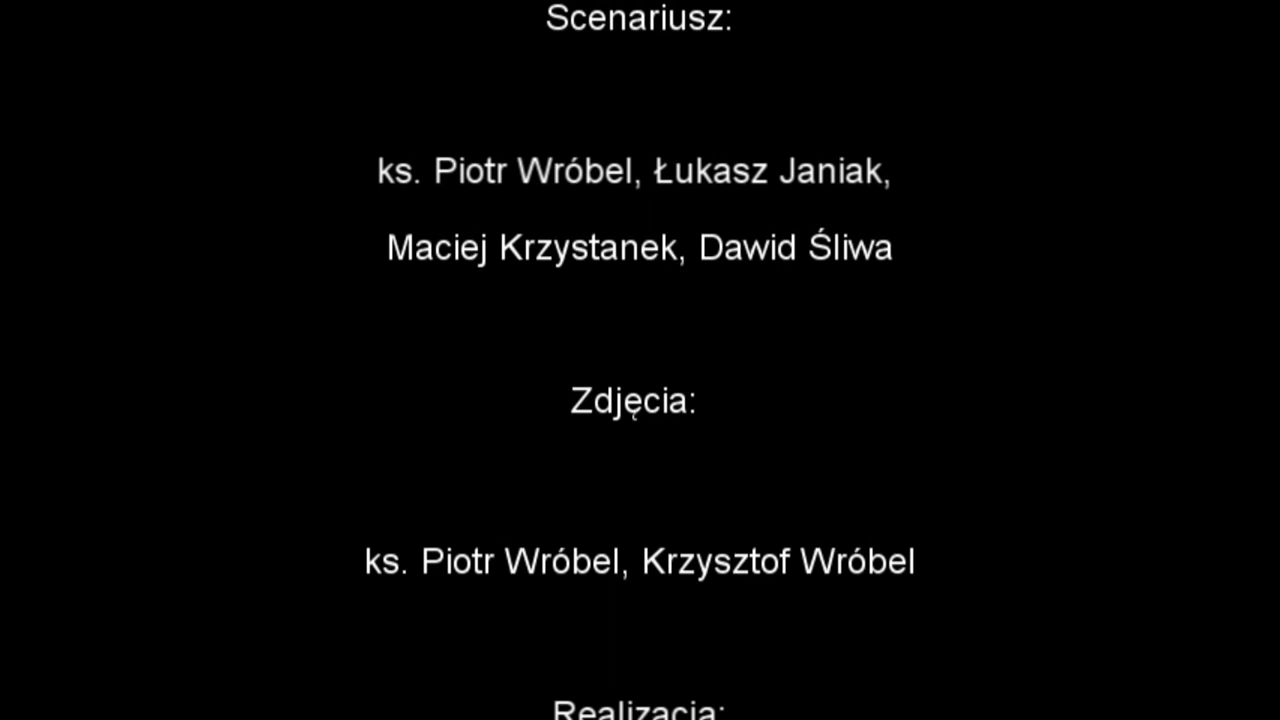 Scenariusz:
ks. Piotr Wróbel, Łukasz Janiak,
Maciej Krzystanek, Dawid Śliwa
Zdjęcia:
ks. Piotr Wróbel, Krzysztof Wróbel
Realizacja: